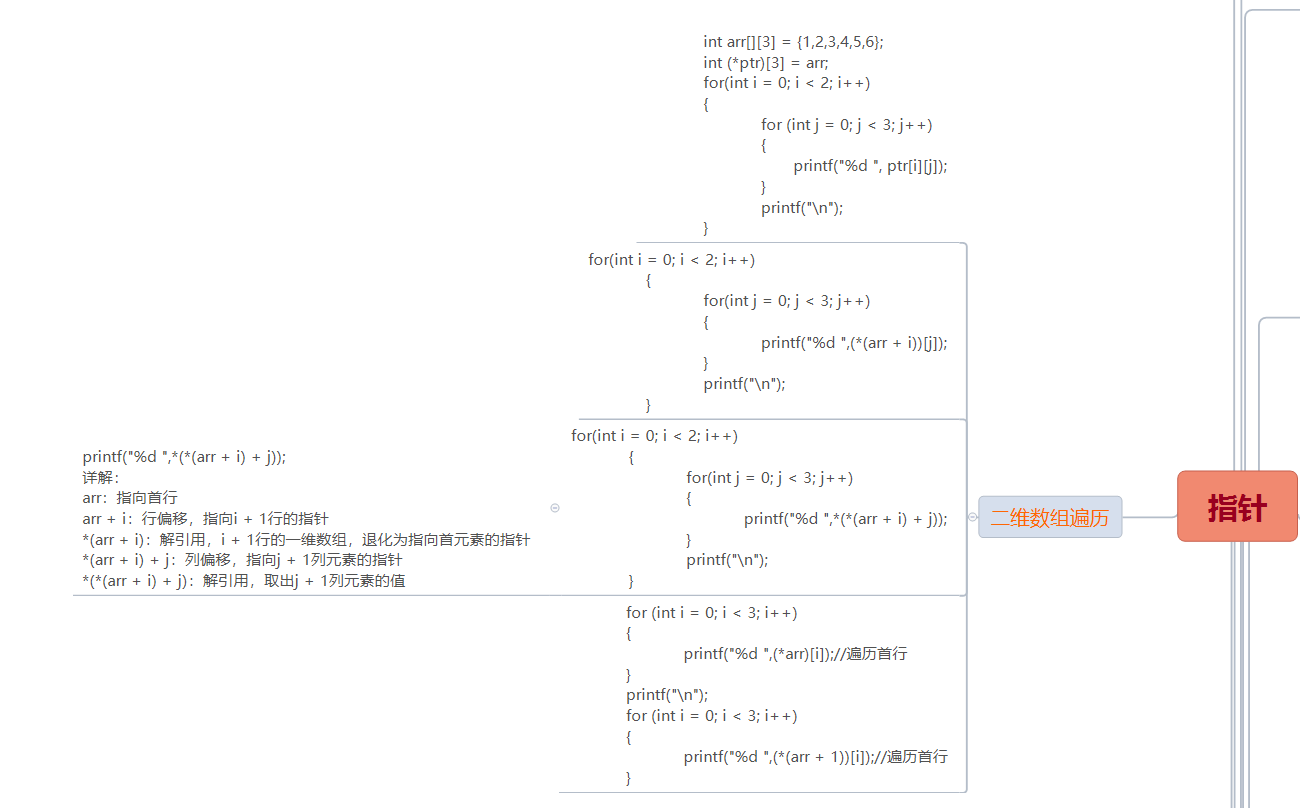 int arr[][3] = {1,2,3,4,5,6};
int (*ptr)[3] = arr;
for(int i = 0; i < 2; i++)
{
for (int j = 0; j < 3; j++)
{
printf("%d ", ptr[i][j]);
}
printf("\n");
}
for(int i = 0; i < 2; i++)
{
for(int j = 0; j < 3; j++)
{
printf("%d ",(*(arr + i))[j]);
}
printf("\n");
}
for(int i = 0; i < 2; i++)
{
for(int j = 0; j < 3; j++)
{
printf("%d ",*(*(arr + i) + j));
}
printf("\n");
}
printf("%d ",*(*(arr + i) + j));
详解：
arr：指向首行
arr + i：行偏移，指向i + 1行的指针
*(arr + i)：解引用，i + 1行的一维数组，退化为指向首元素的指针
*(arr + i) + j：列偏移，指向j + 1列元素的指针
*(*(arr + i) + j)：解引用，取出j + 1列元素的值
for (int i = 0; i < 3; i++)
{
printf("%d ",(*arr)[i]);//遍历首行
}
printf("\n");
for (int i = 0; i < 3; i++)
{
printf("%d ",(*(arr + 1))[i]);//遍历首行
}
二维数组遍历
指针